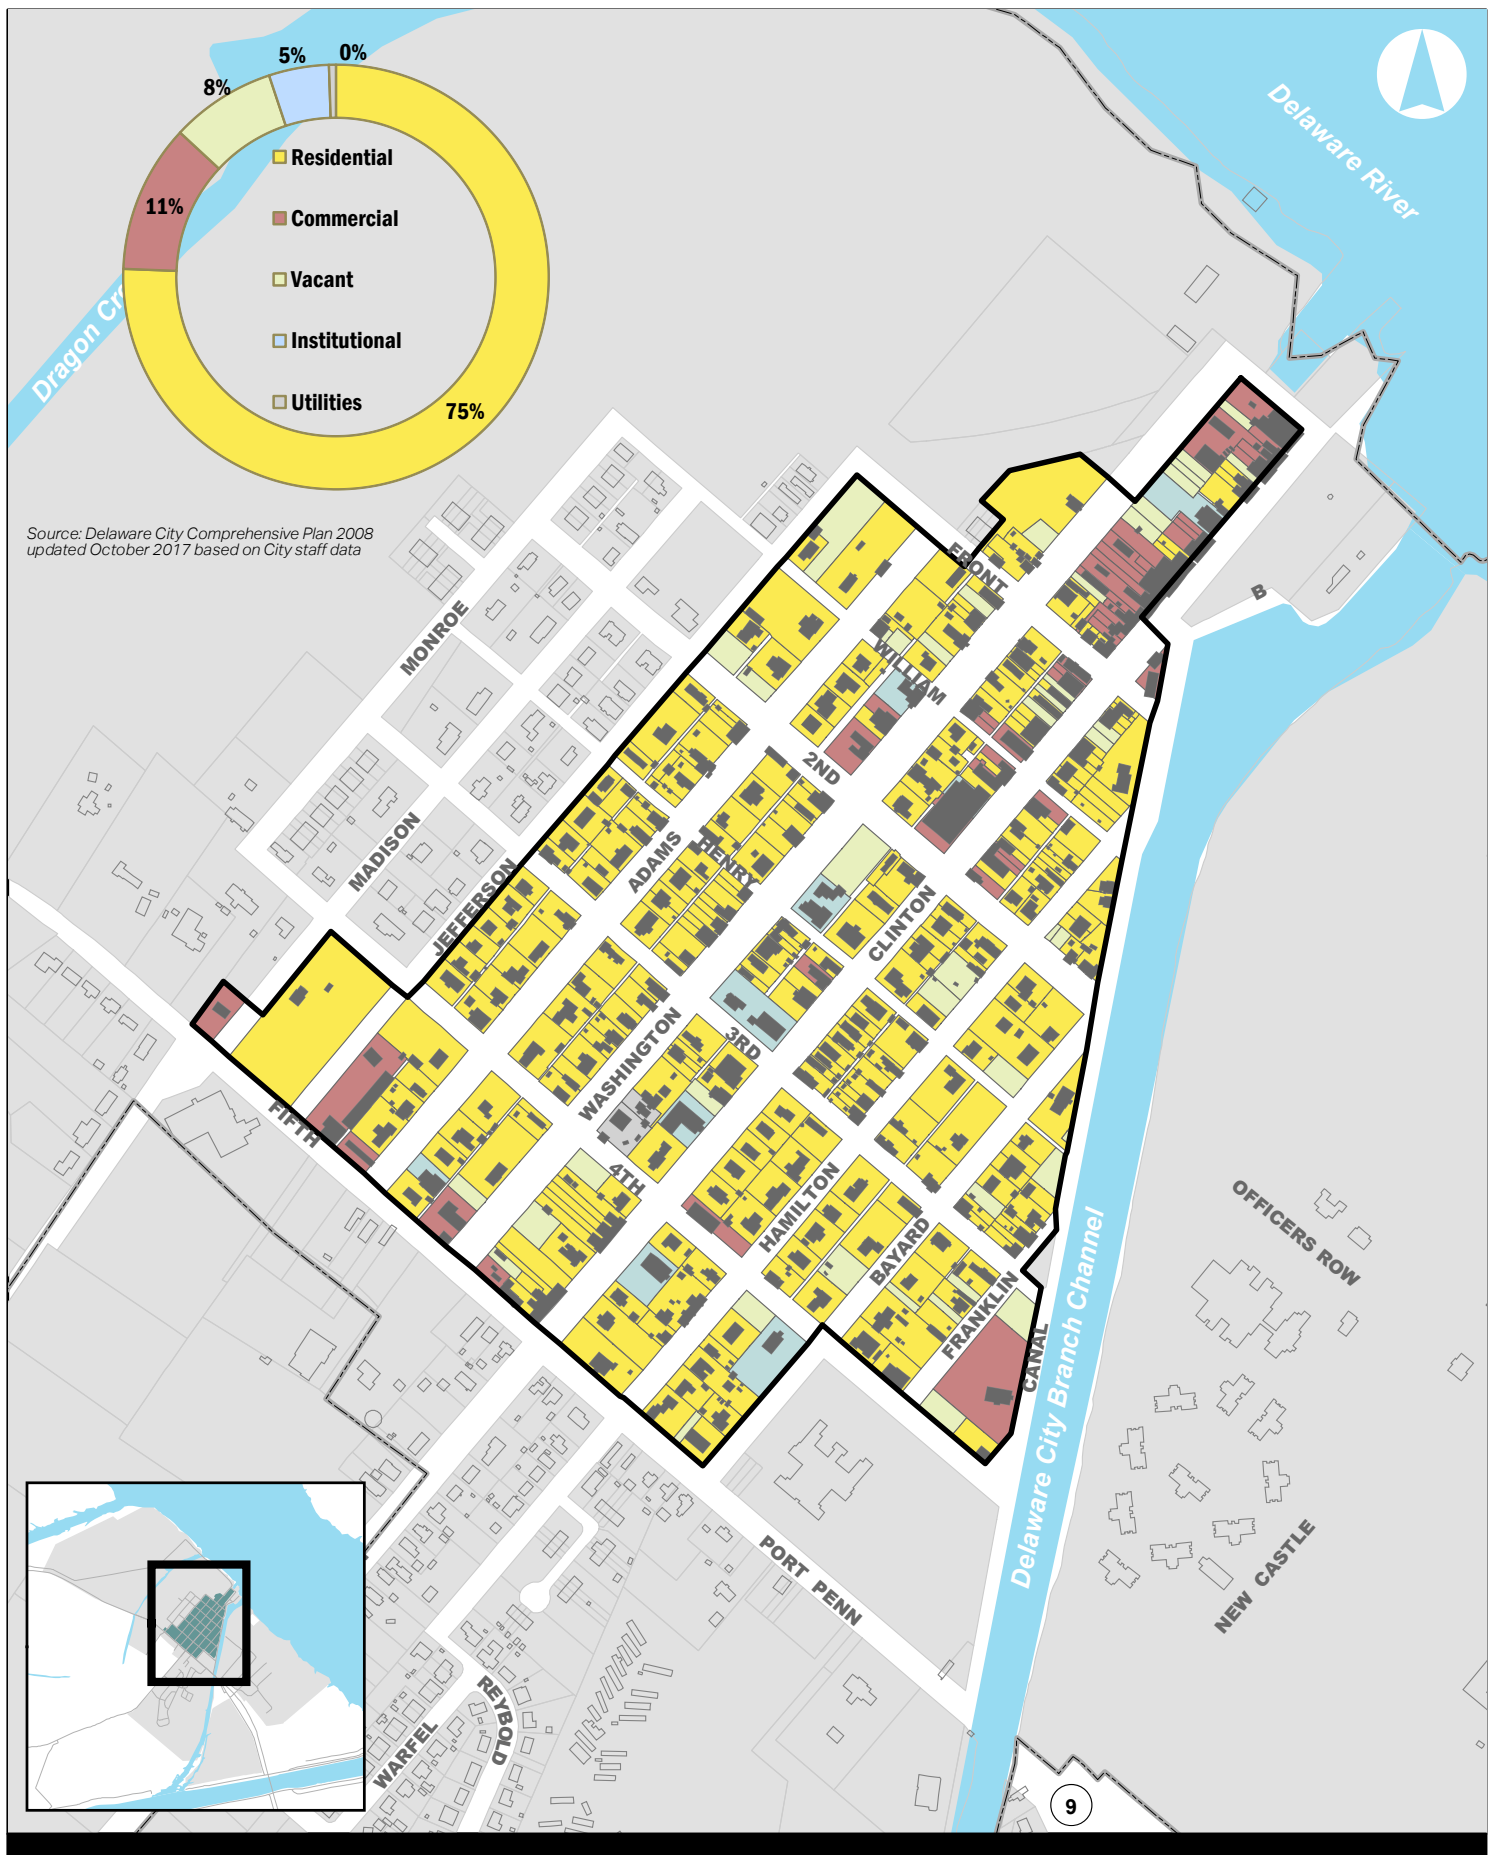 5%
0%
8%
11%
75%
Residential
Commercial
Vacant
Institutional
Utilities
Source: Delaware City Comprehensive Plan 2008
updated October 2017 based on City staff data
Dragon Cre
Delaware River
B
FRONT
WILLIAM
MONROE
2ND
MADISON
ADAMS
HENRY
JEFFERSON
CLINTON
WASHINGTON
3RD
FIFTH
4TH
HAMILTON
BAYARD
FRANKLIN
CANAL
OFFICERS ROW
Delaware City Branch Channel
PORT PENN
NEW CASTLE
REYBOLD
WARFEL
9